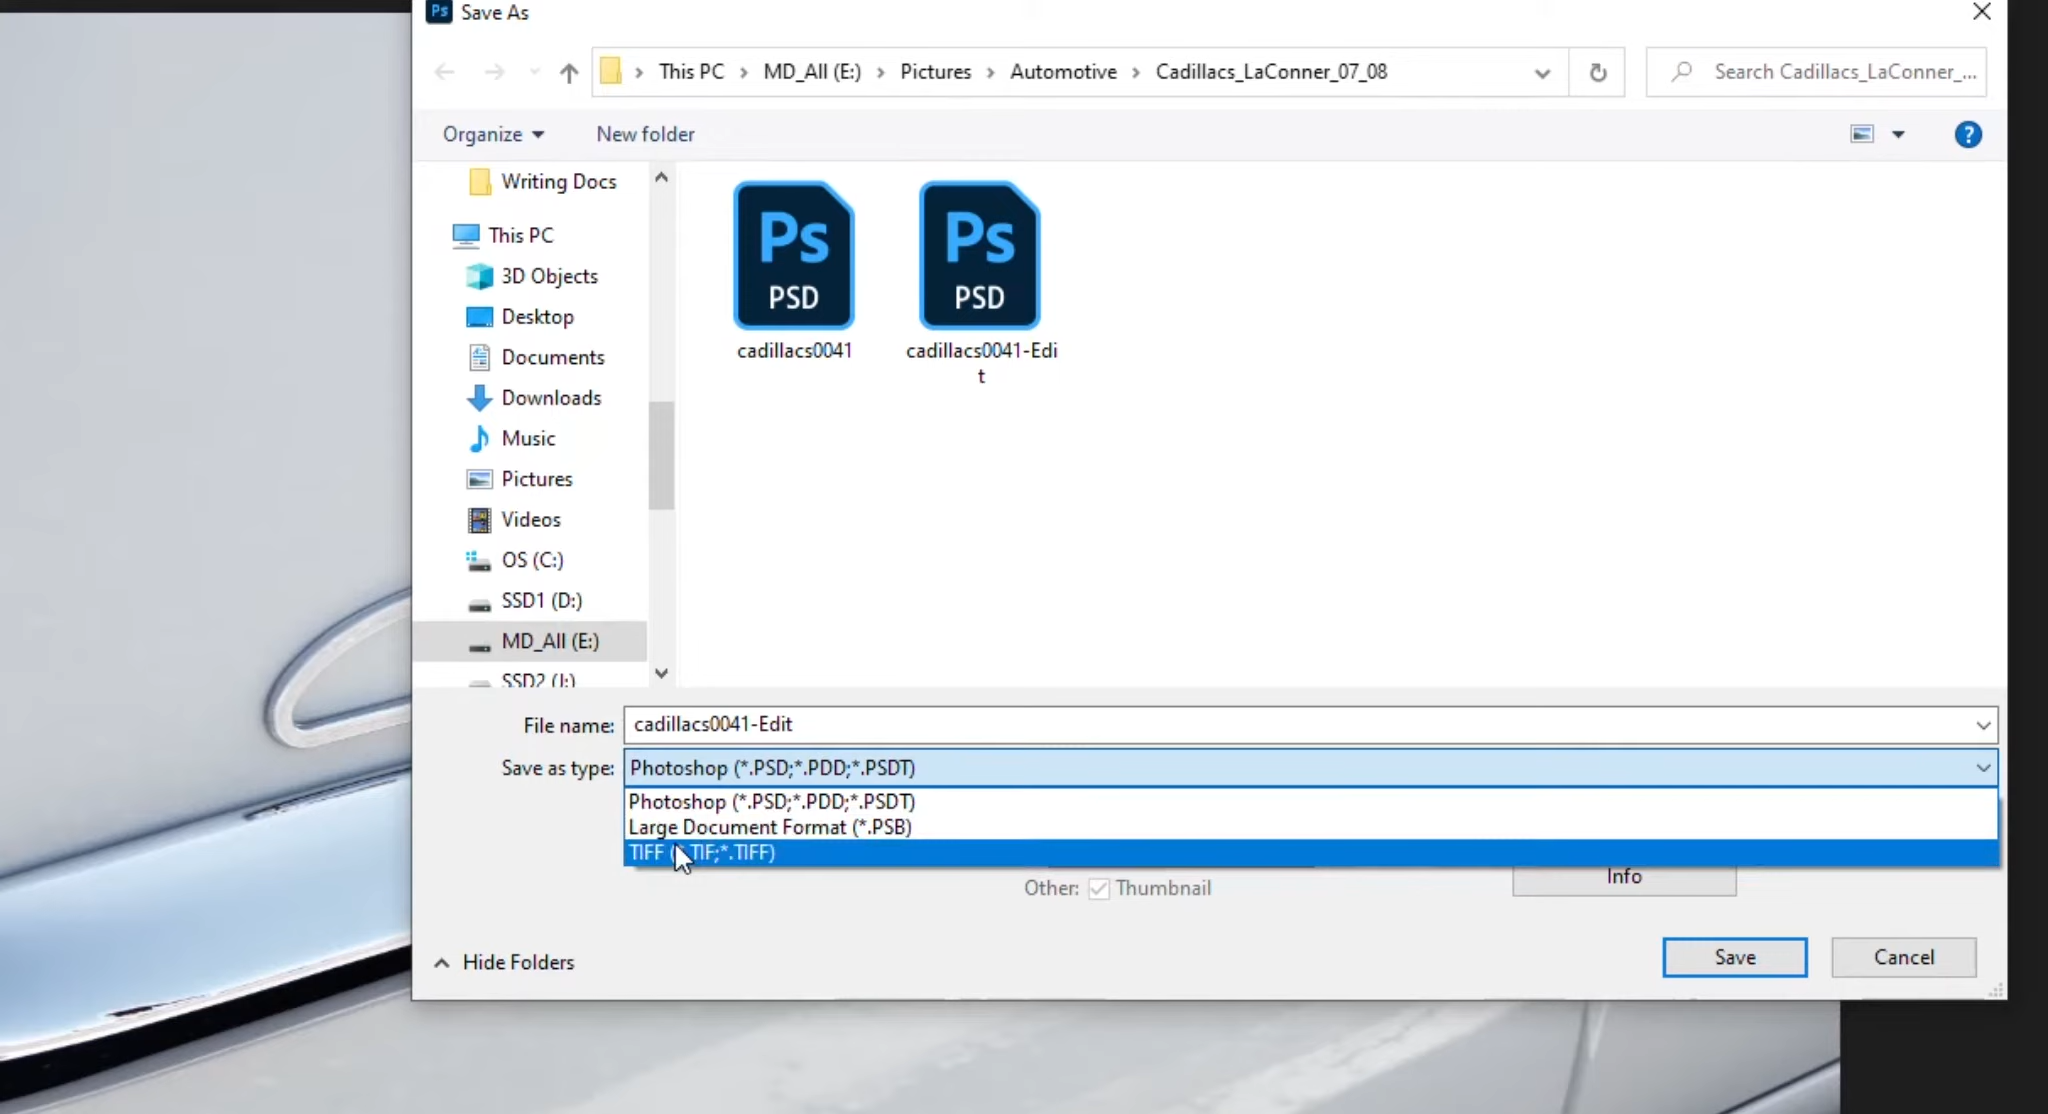 Ps Save As
This PC > MD_All (E:) > Pictures > Automotive > Cadillacs_LaConner_07_08
Search Cadillacs_LaConner_...
Organize
New folder
?
Writing Docs
This PC
3D Objects
Desktop
Documents
Downloads
Music
Pictures
Videos
OS (C:)
SSD1 (D:)
MD_All (E:)
SSD2 (I:)
Ps
PSD
cadillacs0041
Ps
PSD
cadillacs0041-Edi
t
File name: cadillacs0041-Edit
Save as type: Photoshop (*.PSD;*.PDD;*.PSDT)
Photoshop (*.PSD;*.PDD;*.PSDT)
Large Document Format (*.PSB)
TIFF (*.TIF;*.TIFF)
Info
Other: Thumbnail
Hide Folders
Save
Cancel